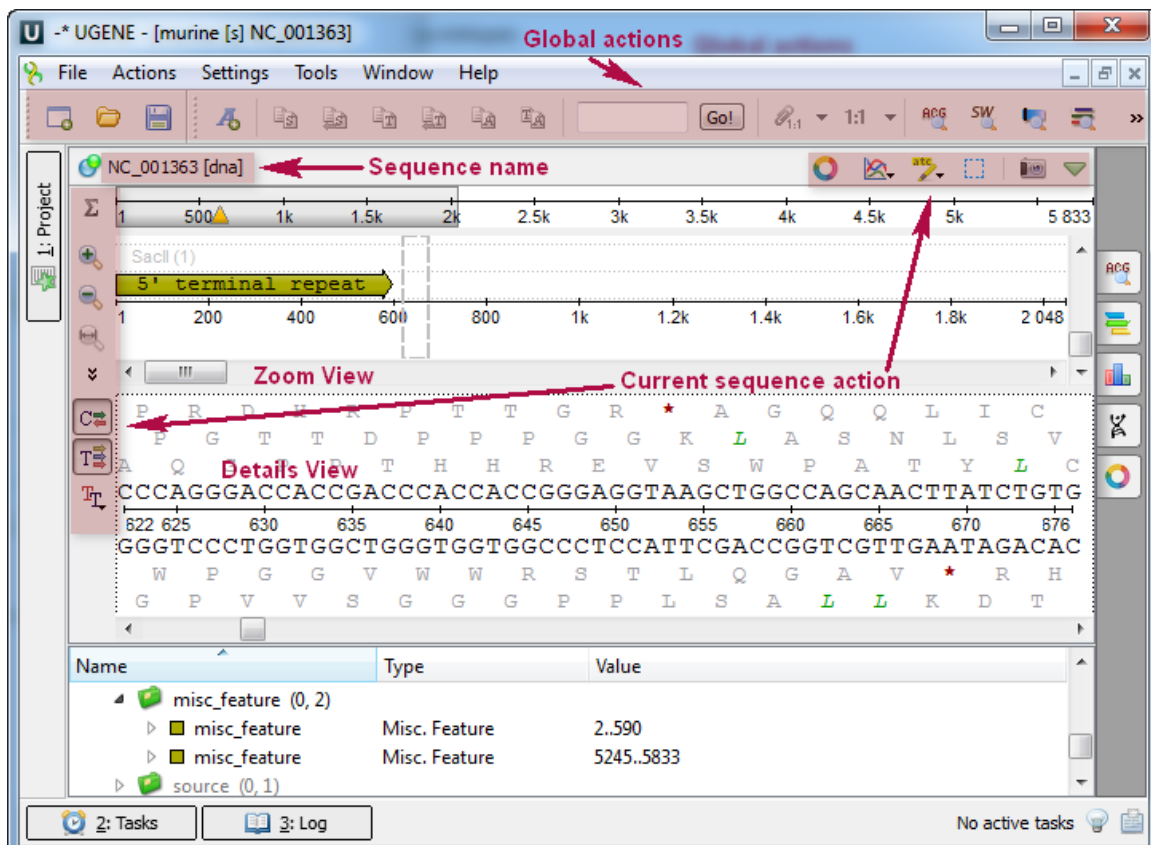 -* UGENE - [murine [s] NC_001363]
Global actions
File Actions Settings Tools Window Help
Go! 1:1 1:1 ACG SW »
1: Project
NC_001363 [dna] Sequence name
1 500 1k 1.5k 2k 2.5k 3k 3.5k 4k 4.5k 5k 5 833
SacII (1)
5' terminal repeat
1 200 400 600 800 1k 1.2k 1.4k 1.6k 1.8k 2 048
Zoom View Current sequence action
P R D H R P T T G R * A G Q Q L I C
P G T T D P P P G G K L A S N L S V
Details View
A Q T H H R E V S W P A T Y L C
CCCAGGGACCACCGACCCACCACCGGGAGGTAAGCTGGCCAGCAACTTATCTGTG
622 625 630 635 640 645 650 655 660 665 670 676
GGGTCCCTGGTGGCTGGGTGGTGGCCCTCCATTCGACCGGTCGTTGAATAGACAC
W P G G V W W R S T L Q G A V * R H
G P V V S G G G P P L S A L L K D T
Name Type Value
misc_feature (0, 2)
misc_feature Misc. Feature 2..590
misc_feature Misc. Feature 5245..5833
source (0, 1)
2: Tasks 3: Log No active tasks